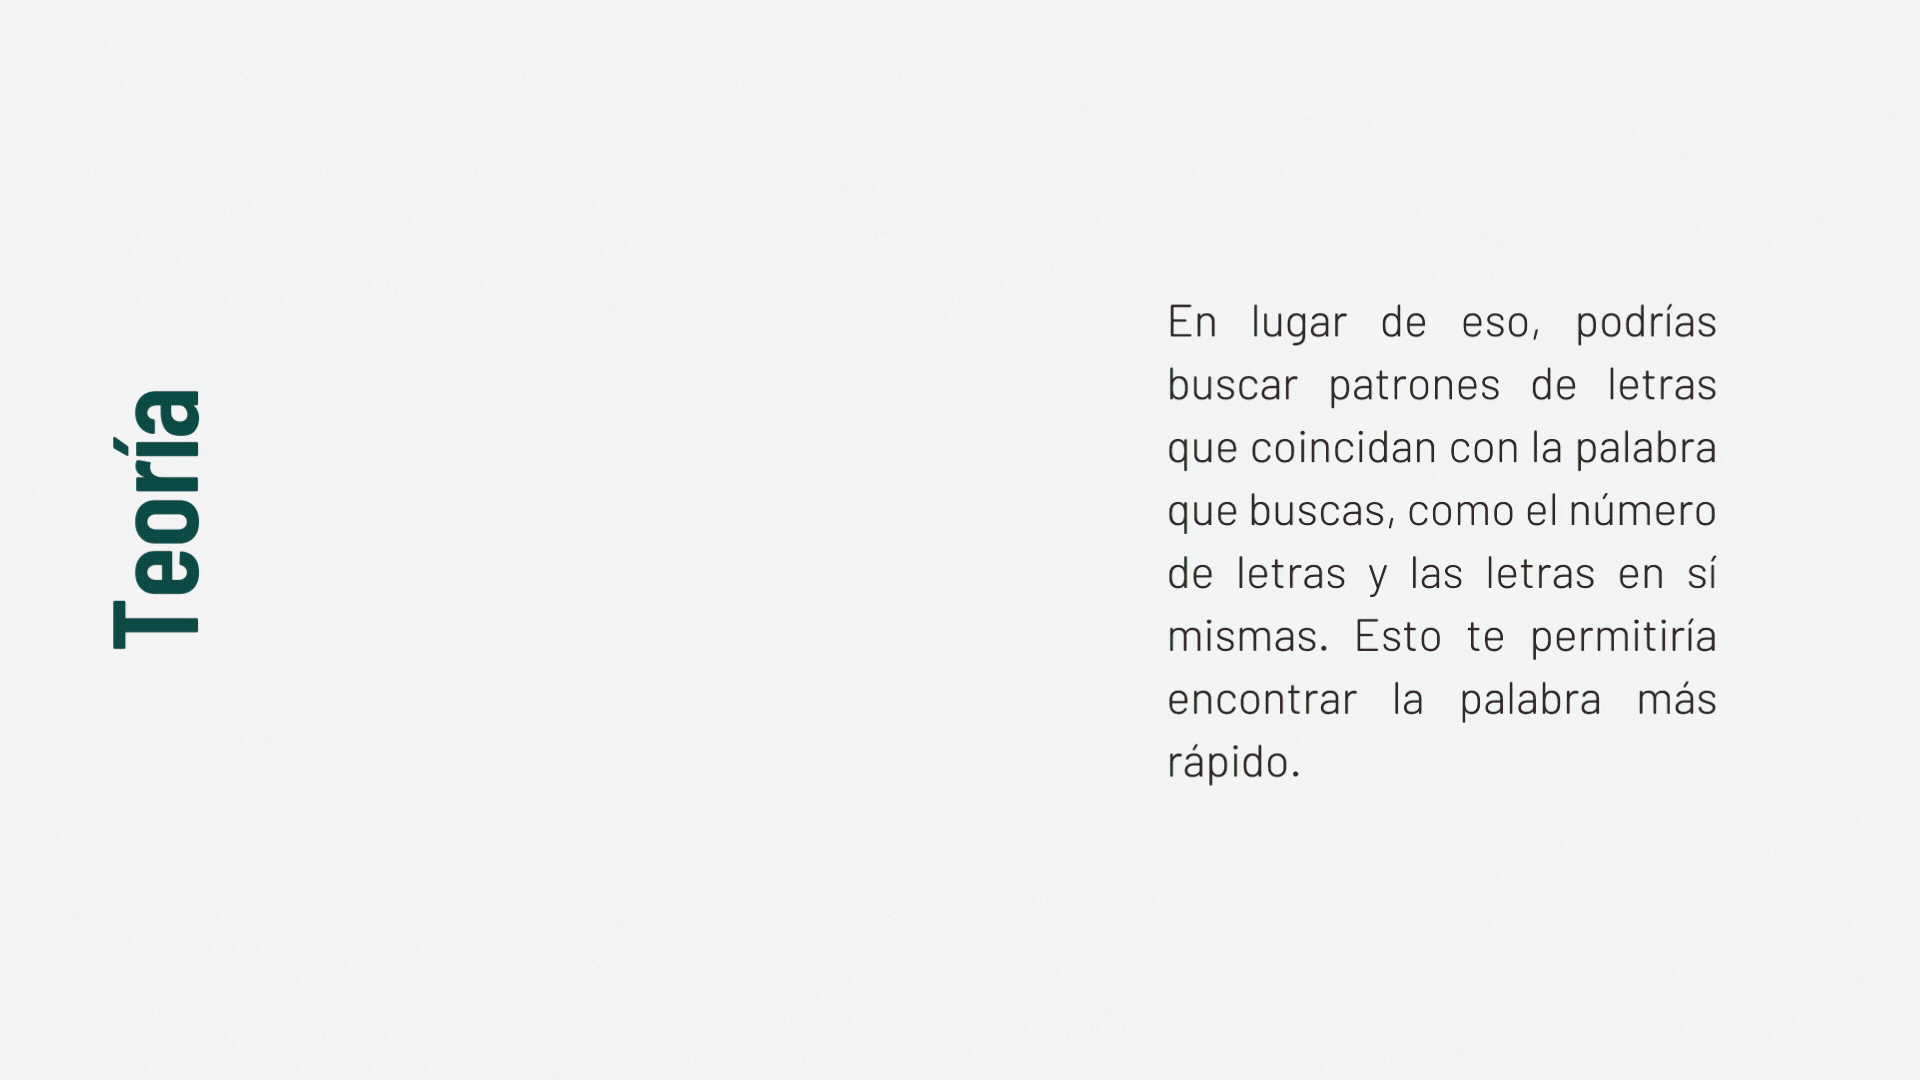 Teoría
En lugar de eso, podrías
buscar patrones de letras
que coincidan con la palabra
que buscas, como el número
de letras y las letras en sí
mismas. Esto te permitiría
encontrar la palabra más
rápido.